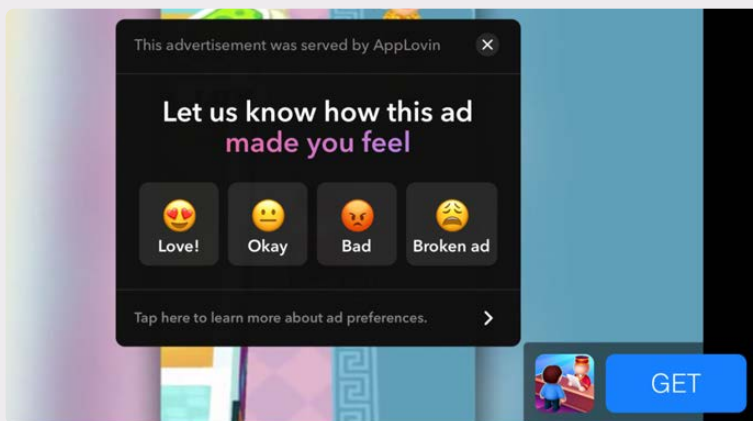 This advertisement was served by AppLovin
Let us know how this ad
made you feel
Love!
Okay
Bad
Broken ad
Tap here to learn more about ad preferences.
GET